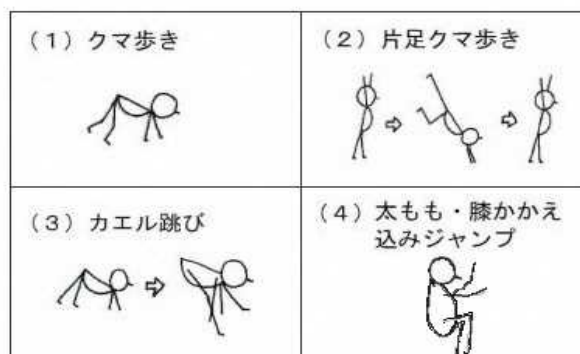 （１）クマ歩き
（２）片足クマ歩き
（３）カエル跳び
（４）太もも・膝かかえ
込みジャンプ